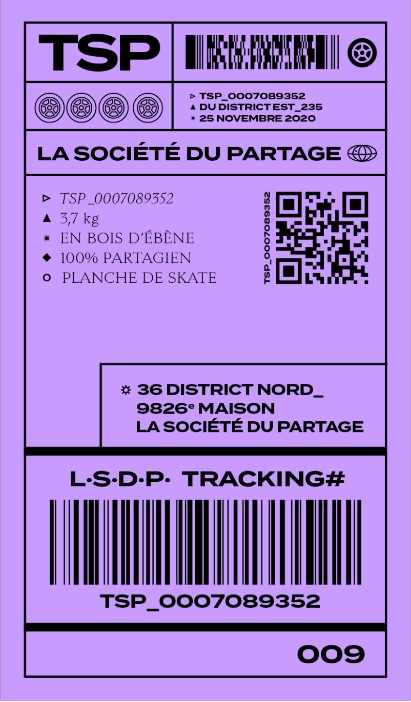 TSP
▷ TSP_0007089352
▲ DU DISTRICT EST_235
✴ 25 NOVEMBRE 2020
LA SOCIÉTÉ DU PARTAGE
▷ TSP_0007089352
▲ 3,7 kg
✴ EN BOIS D'ÉBÈNE
◆ 100% PARTAGIEN
○ PLANCHE DE SKATE
TSP_0007089352
36 DISTRICT NORD_
9826ᵉ MAISON
LA SOCIÉTÉ DU PARTAGE
L·S·D·P· TRACKING#
TSP_0007089352
009